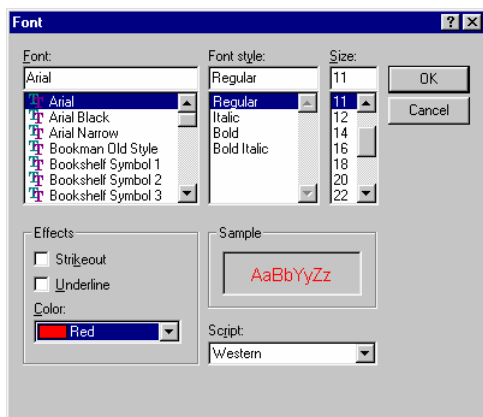 Font
Font: Font style: Size:
Arial Regular 11 OK
Arial Regular 11 Cancel
Arial Black Italic 12
Arial Narrow Bold 14
Bookman Old Style Bold Italic 16
Bookshelf Symbol 1 18
Bookshelf Symbol 2 20
Bookshelf Symbol 3 22
Effects Sample
Strikeout
Underline AaBbYyZz
Color:
Red Script:
Western